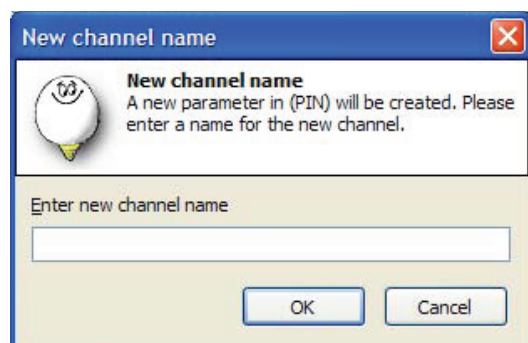 New channel name
New channel name
A new parameter in (PIN) will be created. Please
enter a name for the new channel.
Enter new channel name
OK
Cancel